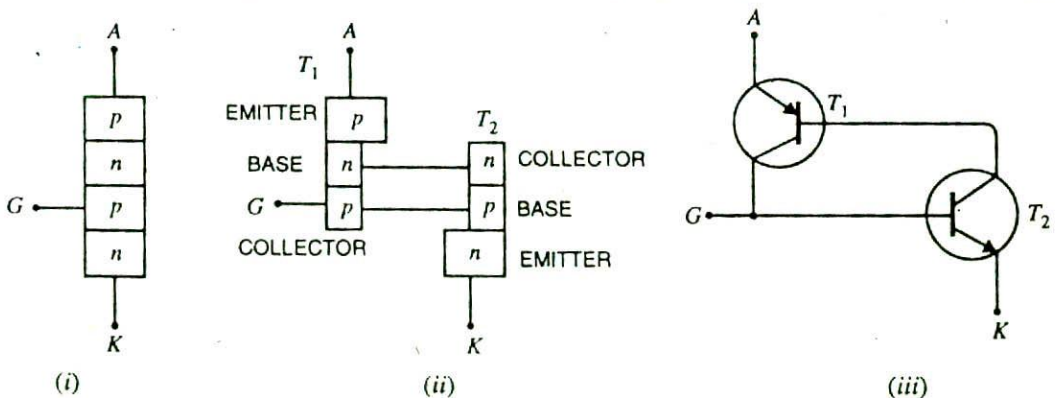 A
p
n
G p
n
K
(i)
A
T1
EMITTER p
T2
BASE n
n COLLECTOR
G p
p BASE
COLLECTOR
n EMITTER
K
(ii)
A
T1
G
T2
K
(iii)